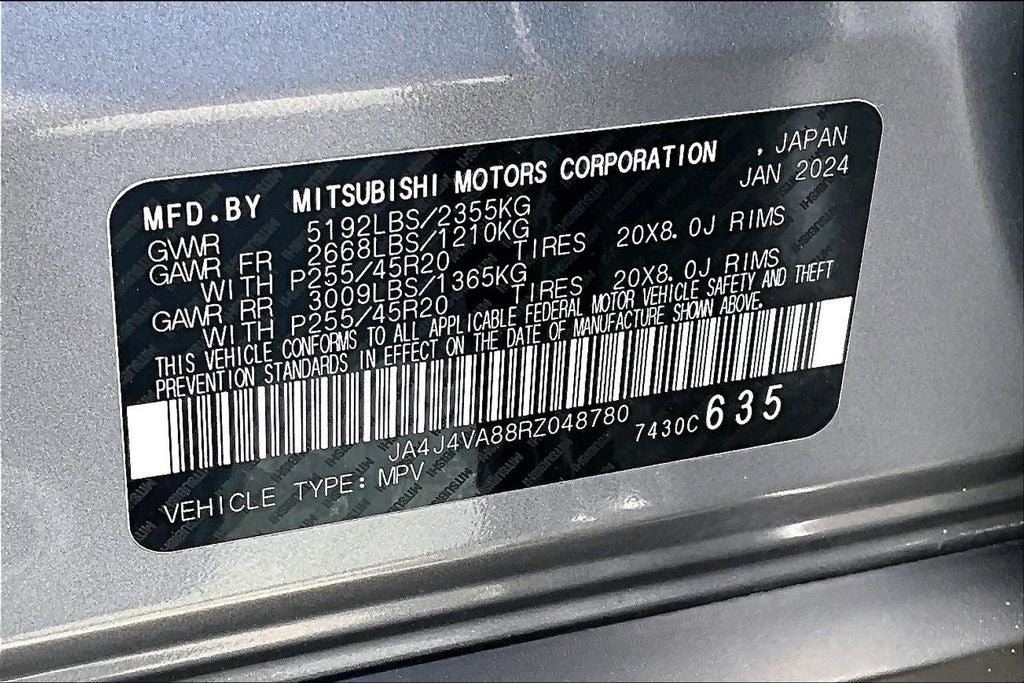 MFD.BY MITSUBISHI MOTORS CORPORATION , JAPAN
JAN 2024
GVWR 5192LBS/2355KG
GAWR FR 2668LBS/1210KG
WITH P255/45R20 TIRES 20X8.0J RIMS
GAWR RR 3009LBS/1365KG
WITH P255/45R20 TIRES 20X8.0J RIMS
THIS VEHICLE CONFORMS TO ALL APPLICABLE FEDERAL MOTOR VEHICLE SAFETY AND THEFT
PREVENTION STANDARDS IN EFFECT ON THE DATE OF MANUFACTURE SHOWN ABOVE.
JA4J4VA88RZ048780 7430C 635
VEHICLE TYPE: MPV